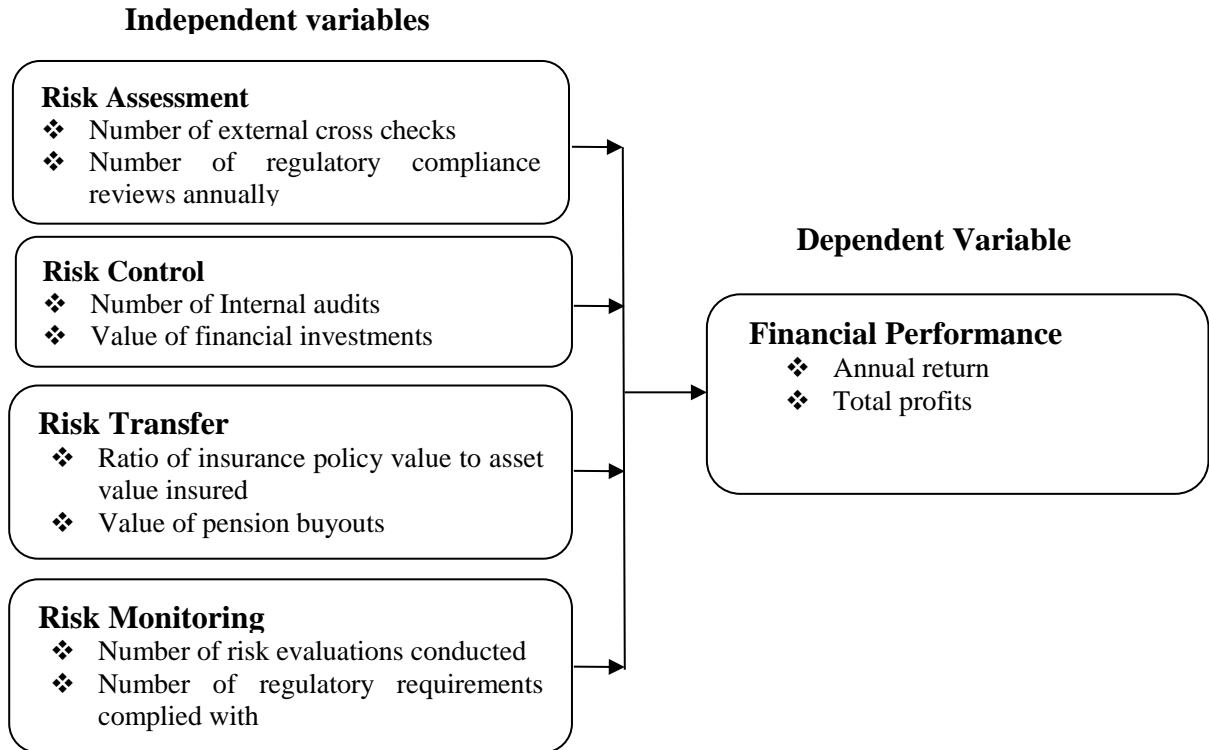 Independent variables
Risk Assessment
❖ Number of external cross checks
❖ Number of regulatory compliance
reviews annually
Risk Control
❖ Number of Internal audits
❖ Value of financial investments
Risk Transfer
❖ Ratio of insurance policy value to asset
value insured
❖ Value of pension buyouts
Risk Monitoring
❖ Number of risk evaluations conducted
❖ Number of regulatory requirements
complied with
Dependent Variable
Financial Performance
❖ Annual return
❖ Total profits